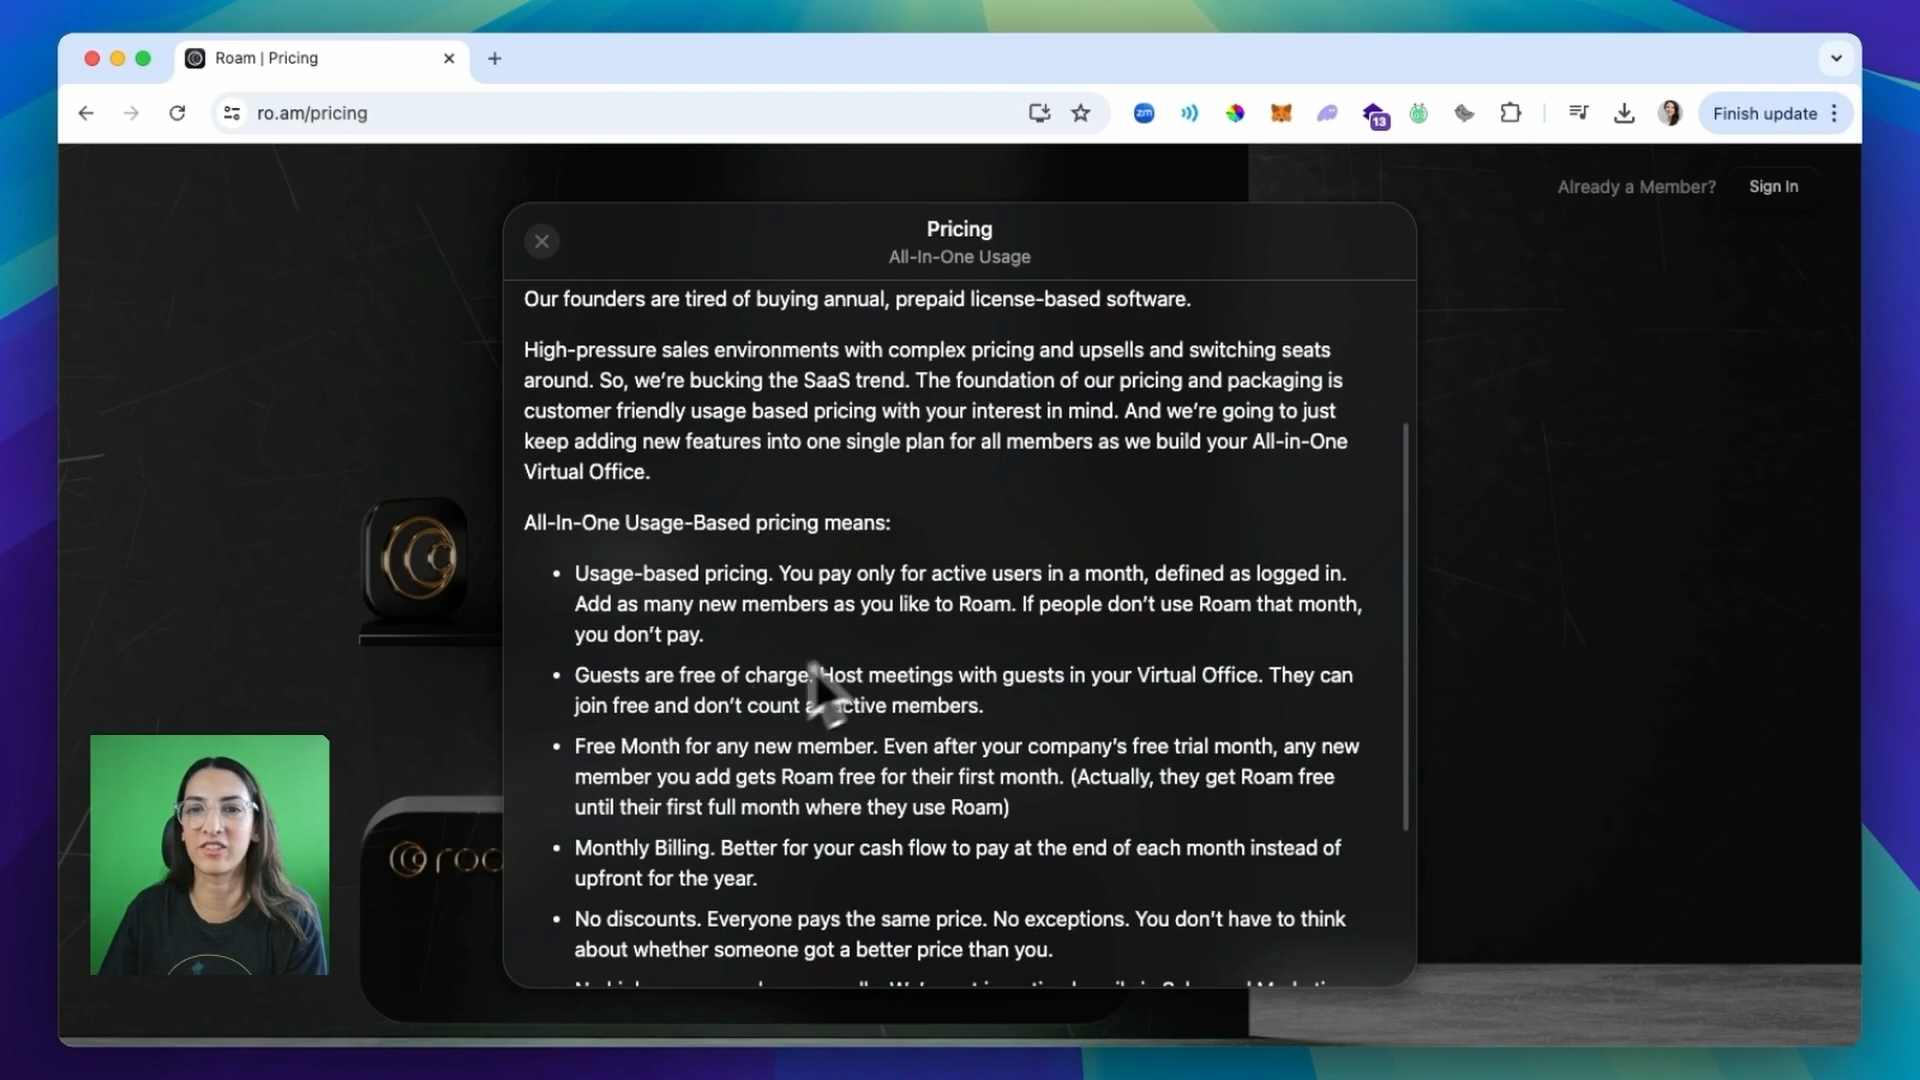 Roam | Pricing
ro.am/pricing
zm
13
Finish update
Already a Member?
Sign In
Pricing
All-In-One Usage
Our founders are tired of buying annual, prepaid license-based software.
High-pressure sales environments with complex pricing and upsells and switching seats
around. So, we're bucking the SaaS trend. The foundation of our pricing and packaging is
customer friendly usage based pricing with your interest in mind. And we're going to just
keep adding new features into one single plan for all members as we build your All-in-One
Virtual Office.
All-In-One Usage-Based pricing means:
• Usage-based pricing. You pay only for active users in a month, defined as logged in.
Add as many new members as you like to Roam. If people don't use Roam that month,
you don't pay.
• Guests are free of charge. Host meetings with guests in your Virtual Office. They can
join free and don't count active members.
• Free Month for any new member. Even after your company's free trial month, any new
member you add gets Roam free for their first month. (Actually, they get Roam free
until their first full month where they use Roam)
• Monthly Billing. Better for your cash flow to pay at the end of each month instead of
upfront for the year.
• No discounts. Everyone pays the same price. No exceptions. You don't have to think
about whether someone got a better price than you.
roa